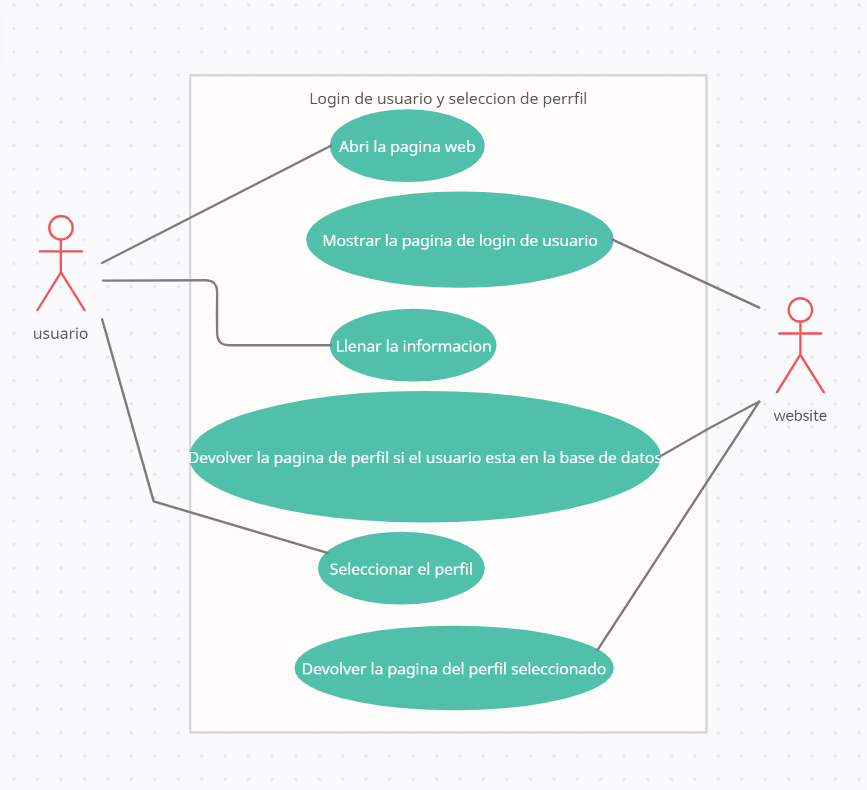 Login de usuario y seleccion de perrfil
Abri la pagina web
Mostrar la pagina de login de usuario
usuario
Llenar la informacion
website
Devolver la pagina de perfil si el usuario esta en la base de datos
Seleccionar el perfil
Devolver la pagina del perfil seleccionado